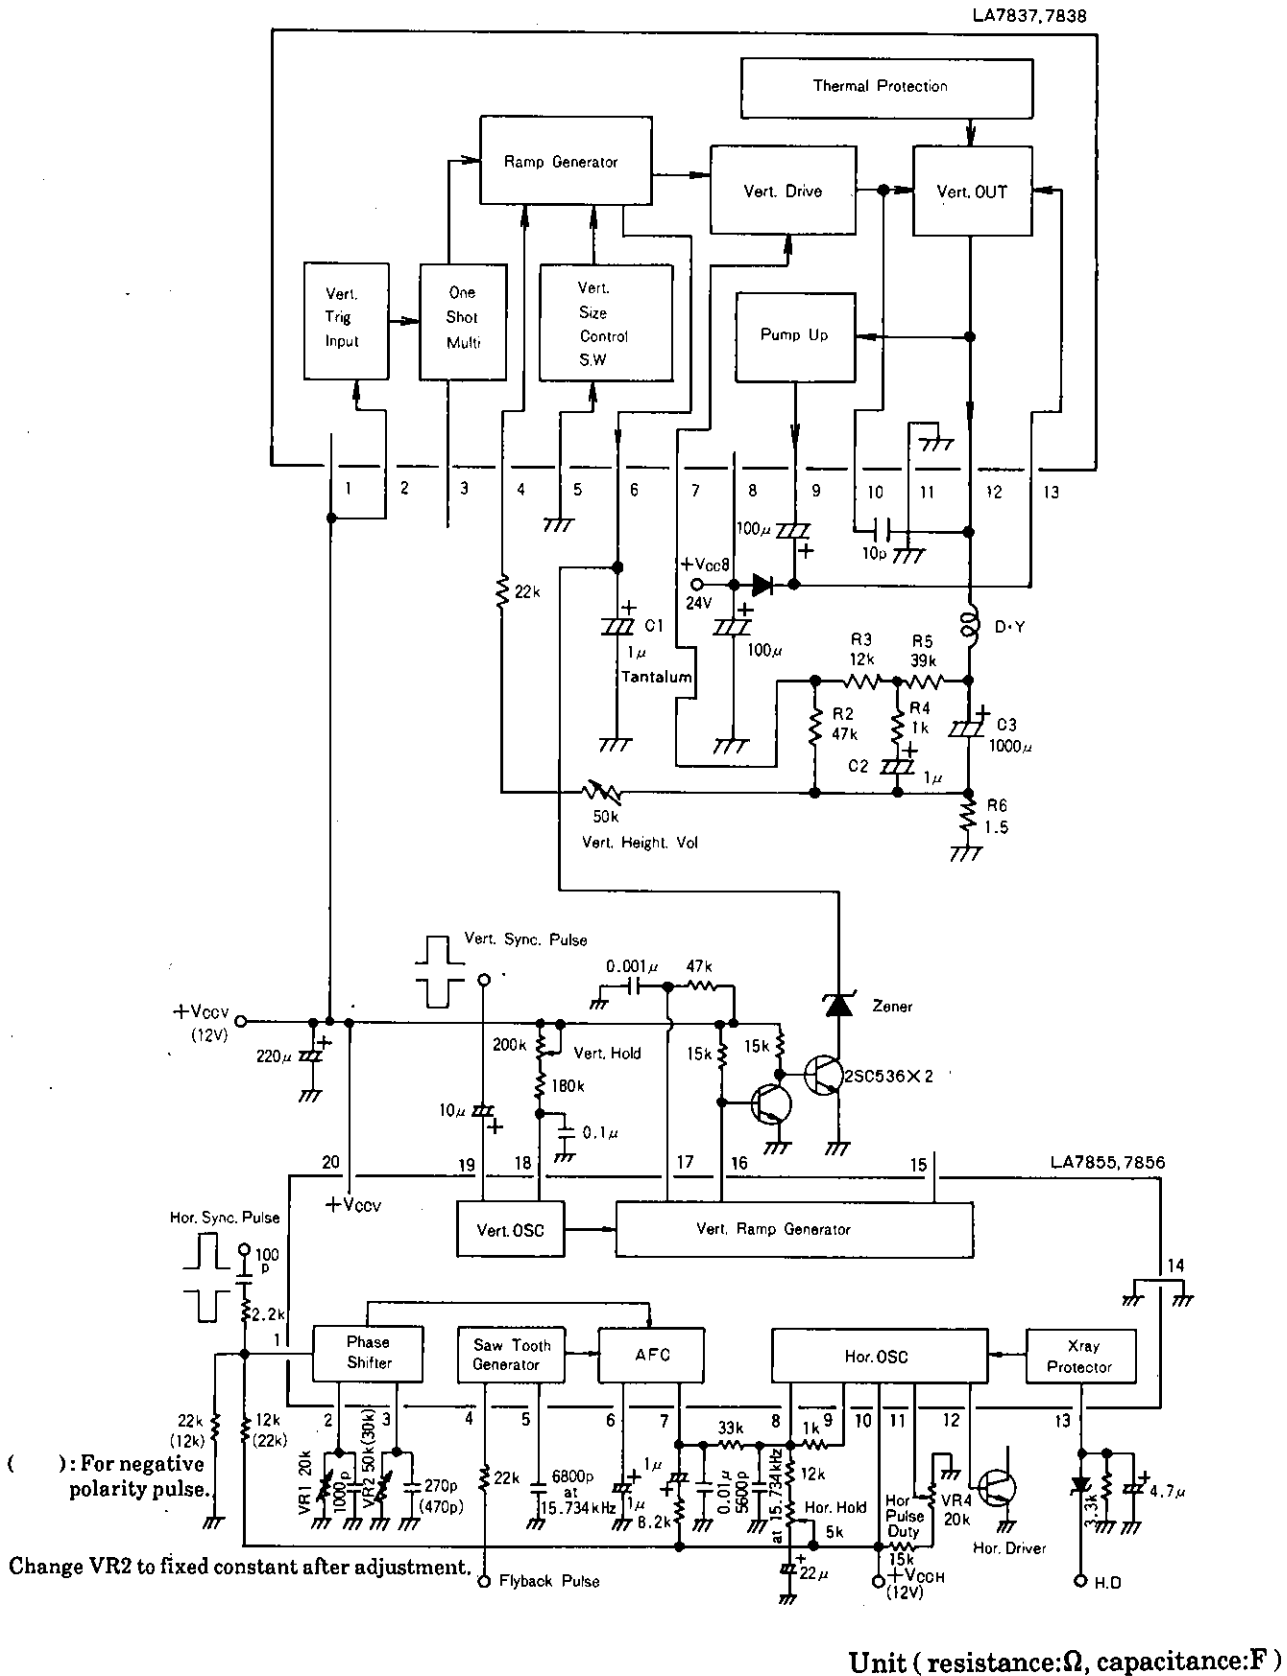 LA7837,7838
Thermal Protection
Ramp Generator
Vert. Drive
Vert. OUT
Vert.
Trig
Input
One
Shot
Multi
Vert.
Size
Control
S.W
Pump Up
1
2
3
4
5
6
7
8
9
10
11
12
13
100μ
+
10p
+Vcc8
24V
22k
+
C1
1μ
Tantalum
+
100μ
D·Y
R3
12k
R5
39k
R2
47k
R4
1k
+
C3
1000μ
C2
+
1μ
50k
Vert. Height. Vol
R6
1.5
Vert. Sync. Pulse
0.001μ
47k
Zener
+VccV
(12V)
220μ
+
200k
Vert. Hold
15k
15k
2SC536×2
180k
10μ
+
0.1μ
20
19
18
17
16
15
LA7855,7856
+VccV
Hor. Sync. Pulse
Vert. OSC
Vert. Ramp Generator
100
p
14
2.2k
1
Phase
Shifter
Saw Tooth
Generator
AFC
Hor. OSC
Xray
Protector
2
3
4
5
6
7
8
9
10
11
12
13
22k
(12k)
12k
(22k)
VR1 20k
1000p
VR2 50k(30k)
270p
(470p)
22k
6800p
at
15.734kHz
+
1μ
1μ
+
8.2k
33k
0.01μ
5600p
at 15.734kHz
1k
12k
Hor. Hold
5k
+
22μ
Hor
Pulse
Duty
15k
VR4
20k
+VccH
(12V)
Hor. Driver
3.3k
+
4.7μ
( ): For negative
polarity pulse.
Change VR2 to fixed constant after adjustment.
Flyback Pulse
H.D
Unit ( resistance:Ω, capacitance:F )